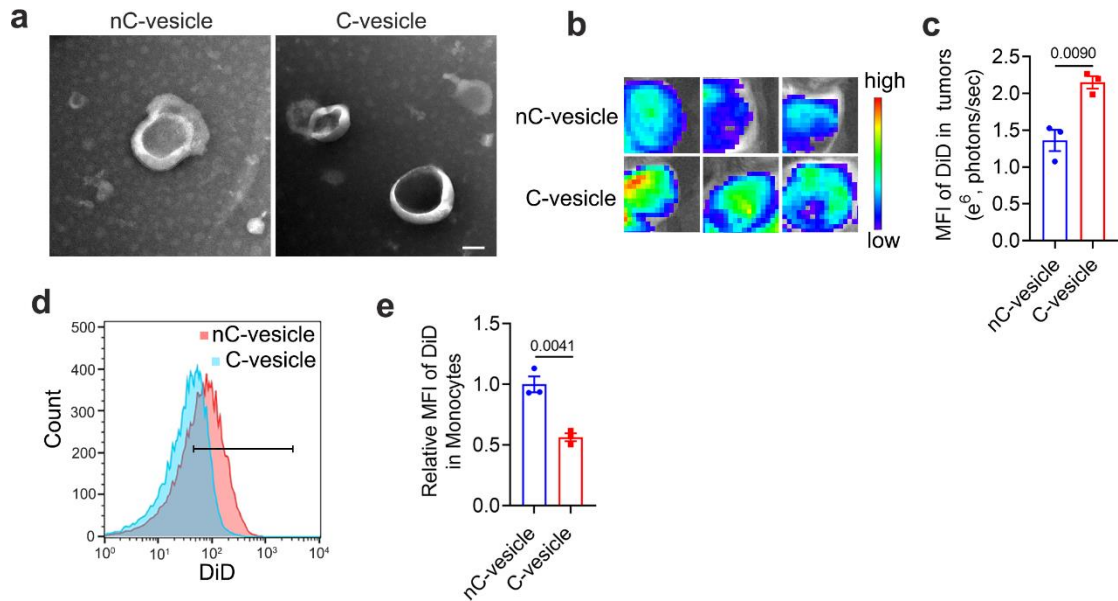 a
nC-vesicle C-vesicle
b
nC-vesicle
C-vesicle
high
low
c
0.0090
MFI of DiD in tumors
(e⁶, photons/sec)
2.5
2.0
1.5
1.0
0.5
0.0
nC-vesicle
C-vesicle
d
nC-vesicle
C-vesicle
Count
500
400
300
200
100
0
10⁰ 10¹ 10² 10³ 10⁴
DiD
e
0.0041
Relative MFI of DiD
in Monocytes
1.5
1.0
0.5
0.0
nC-vesicle
C-vesicle